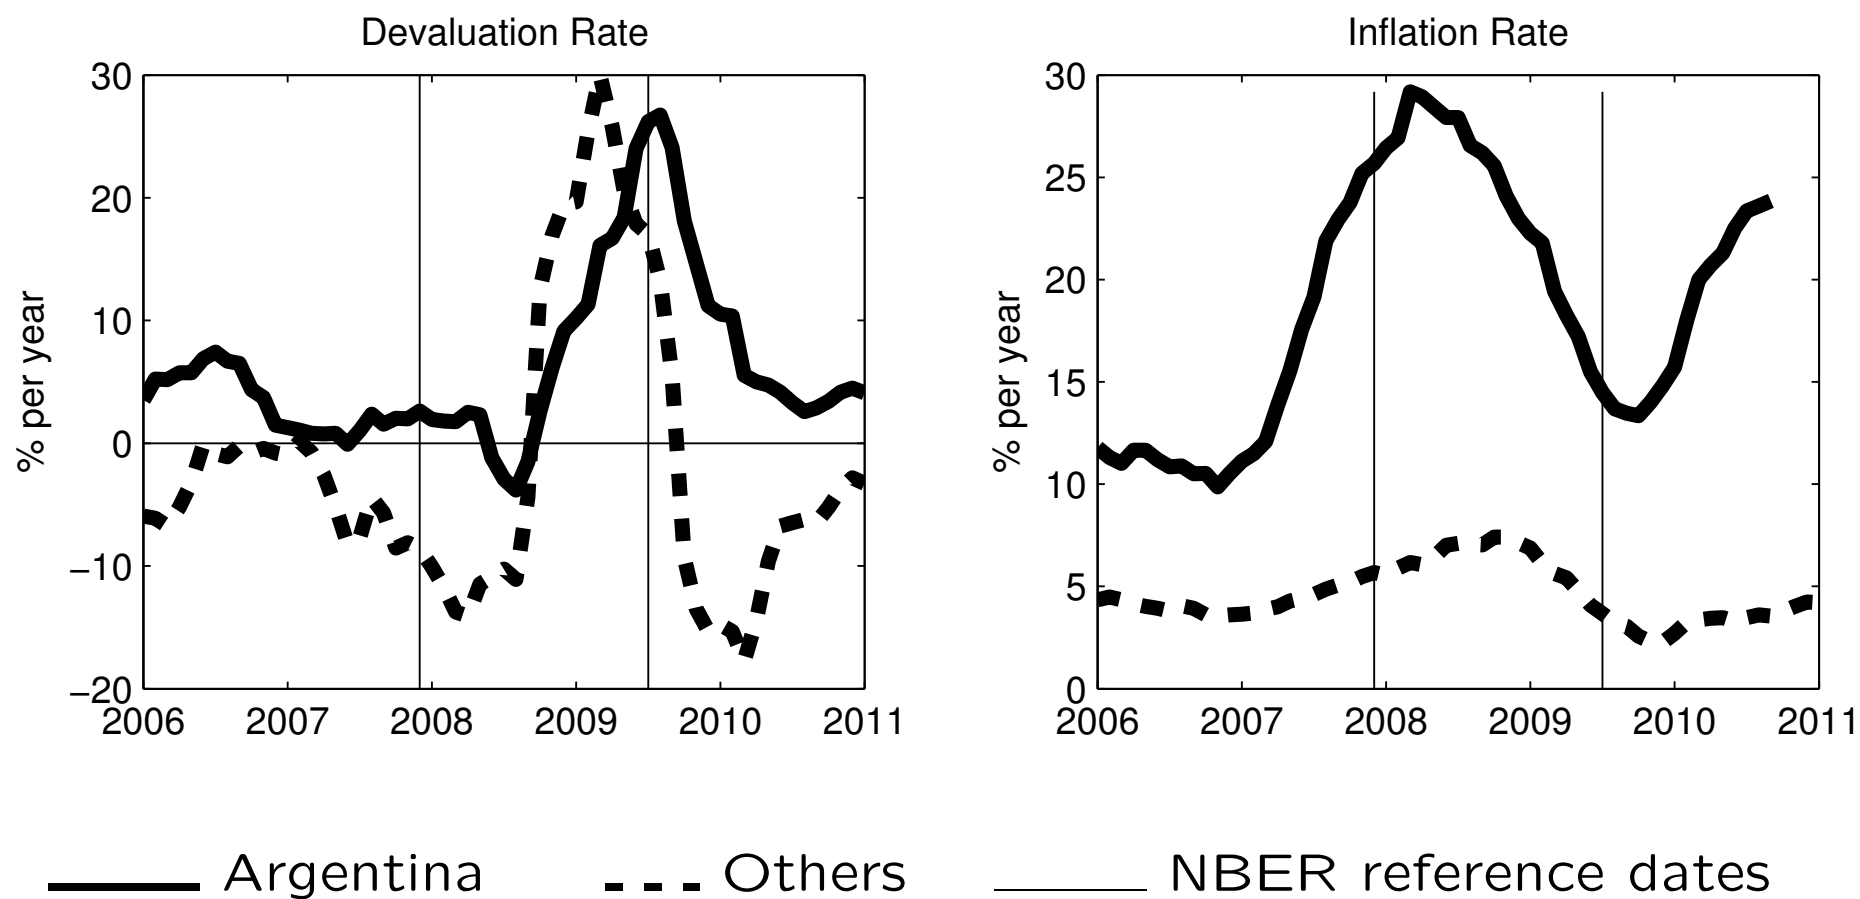 Devaluation Rate
% per year
30
20
10
0
−10
−20
2006 2007 2008 2009 2010 2011
Inflation Rate
% per year
30
25
20
15
10
5
0
2006 2007 2008 2009 2010 2011
Argentina Others NBER reference dates